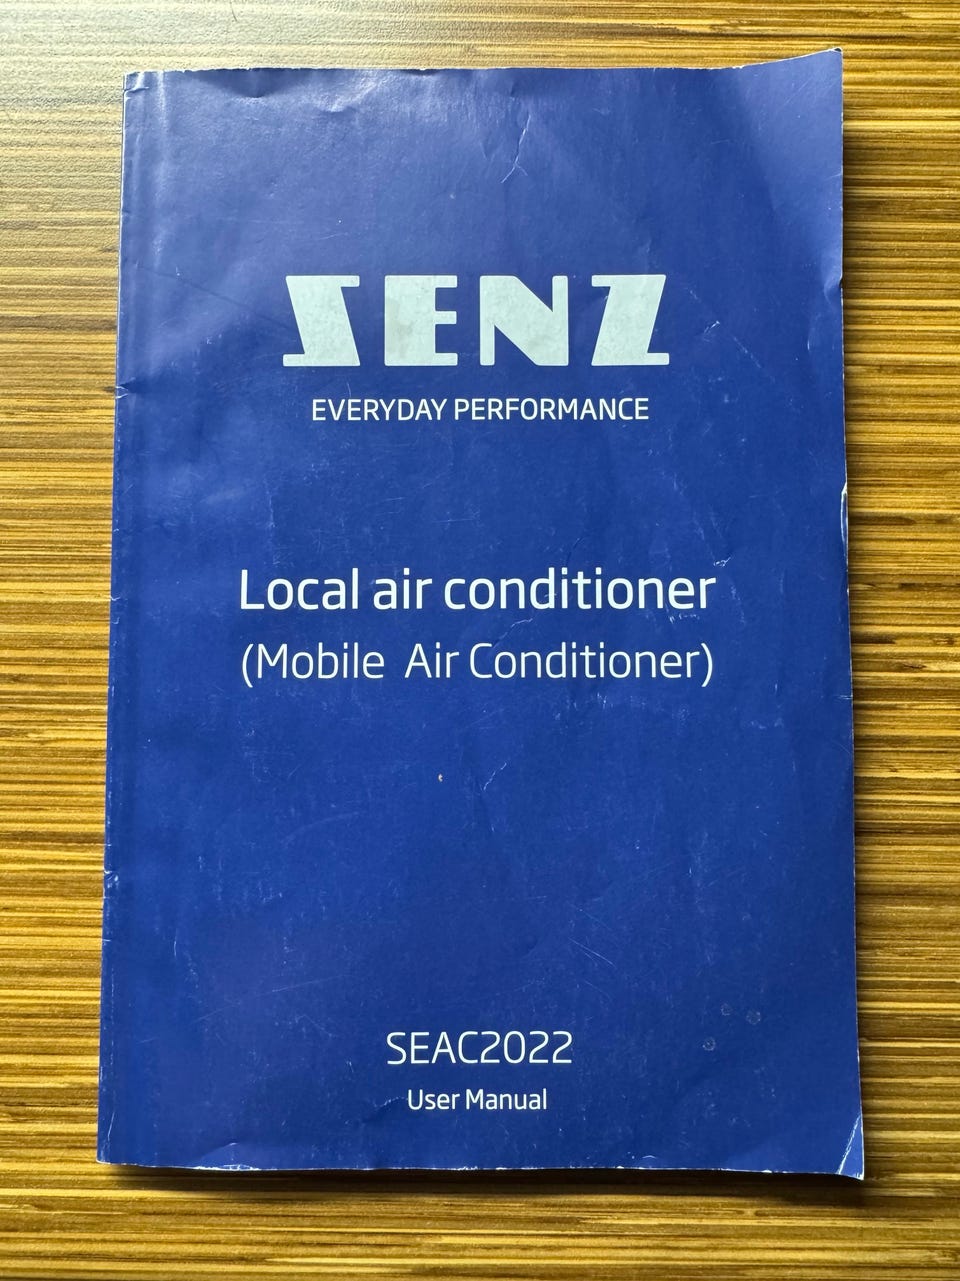 SENZ
EVERYDAY PERFORMANCE
Local air conditioner
(Mobile Air Conditioner)
SEAC2022
User Manual